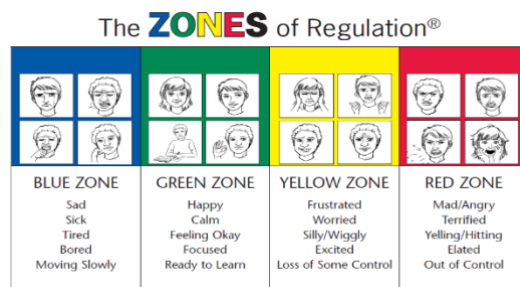 The ZONES of Regulation®
BLUE ZONE
Sad
Sick
Tired
Bored
Moving Slowly
GREEN ZONE
Happy
Calm
Feeling Okay
Focused
Ready to Learn
YELLOW ZONE
Frustrated
Worried
Silly/Wiggly
Excited
Loss of Some Control
RED ZONE
Mad/Angry
Terrified
Yelling/Hitting
Elated
Out of Control